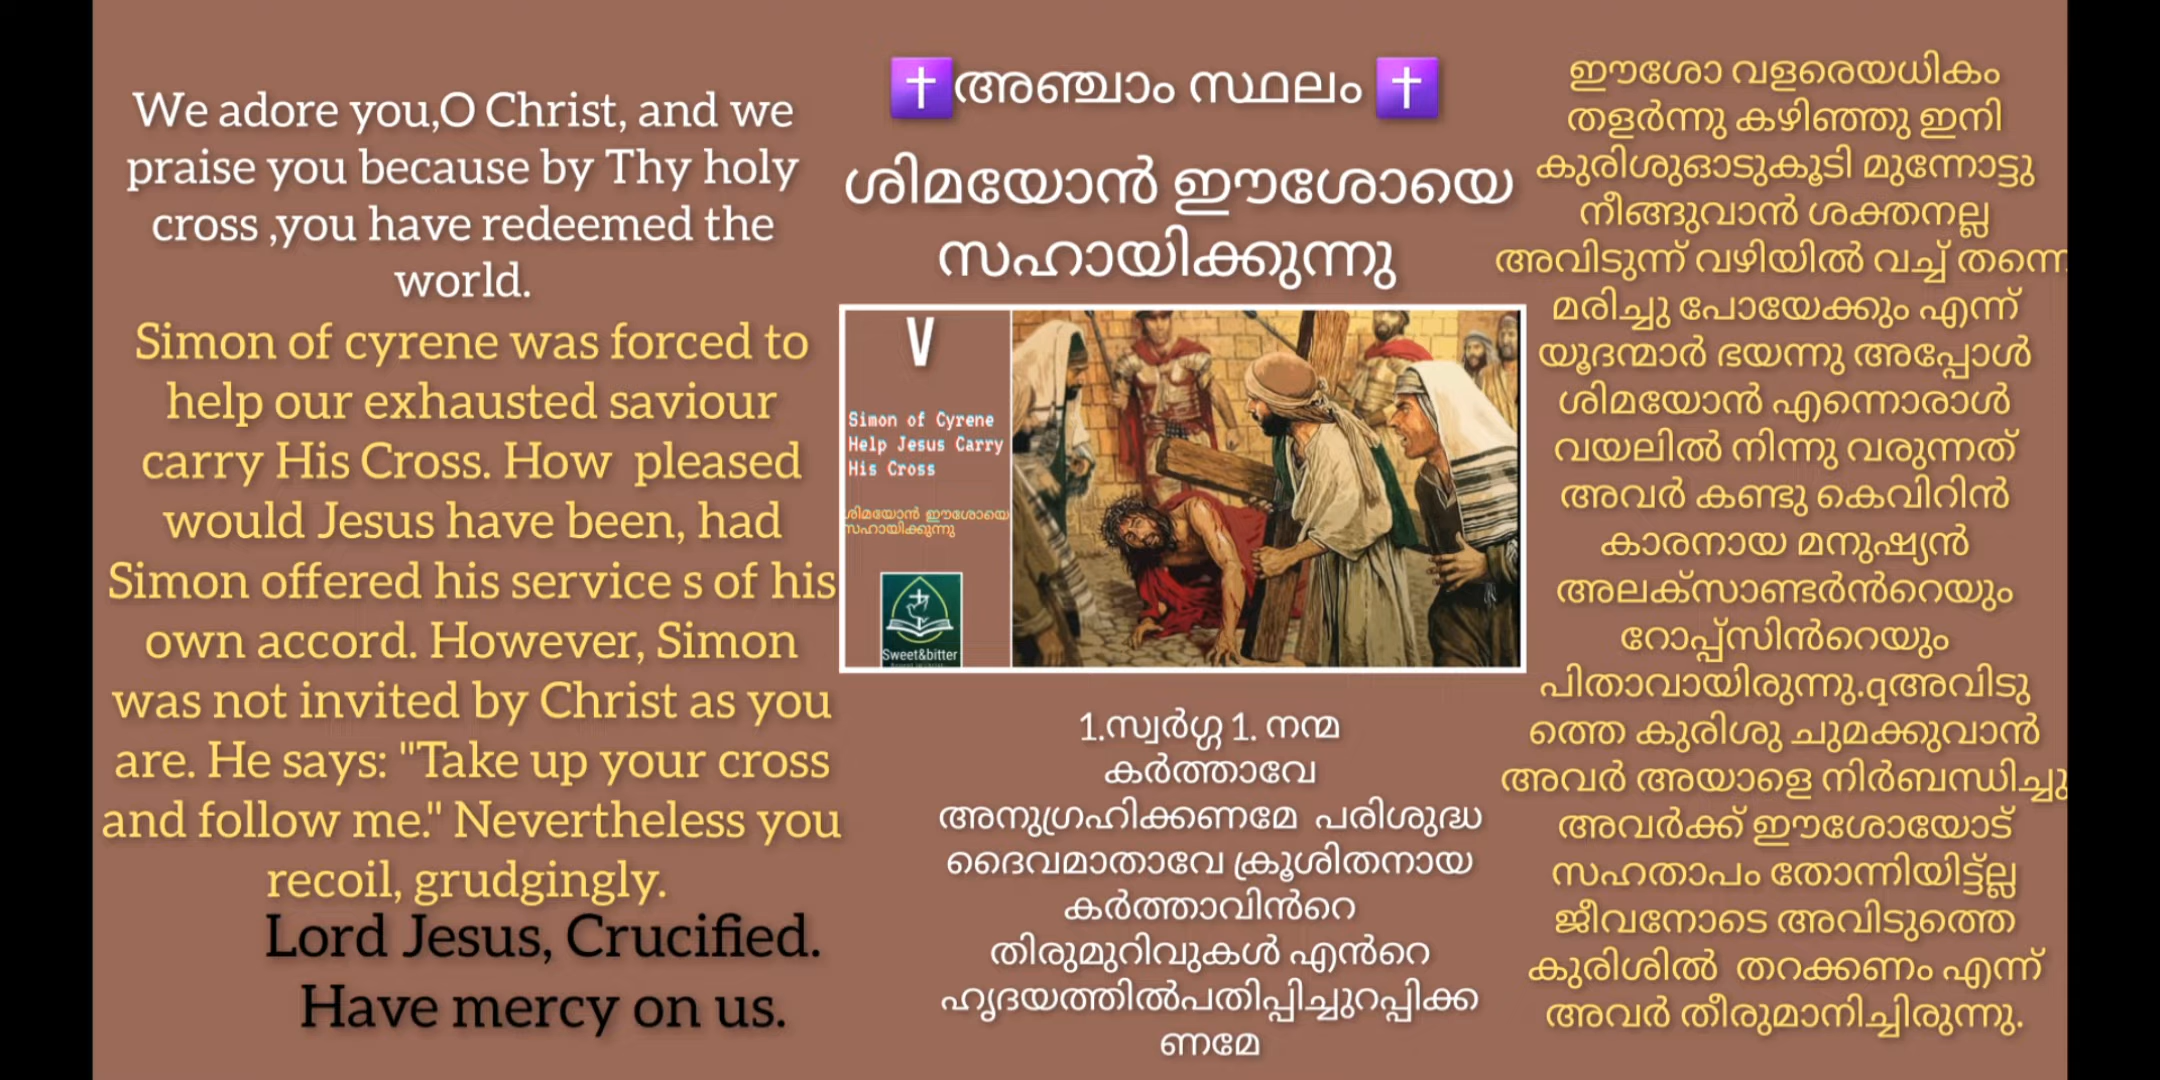 We adore you,O Christ, and we
praise you because by Thy holy
cross ,you have redeemed the
world.
Simon of cyrene was forced to
help our exhausted saviour
carry His Cross. How  pleased
would Jesus have been, had
Simon offered his service s of his
own accord. However, Simon
was not invited by Christ as you
are. He says: "Take up your cross
and follow me." Nevertheless you
recoil, grudgingly.
Lord Jesus, Crucified.
Have mercy on us.
✝അഞ്ചാം സ്ഥലം ✝
ശിമയോൻ ഈശോയെ
സഹായിക്കുന്നു
V
Simon of Cyrene
Help Jesus Carry
His Cross
ശിമയോൻ ഈശോയെ
സഹായിക്കുന്നു
Sweet&bitter
1.സ്വർഗ്ഗ 1. നന്മ
കർത്താവേ
അനുഗ്രഹിക്കണമേ  പരിശുദ്ധ
ദൈവമാതാവേ ക്രൂശിതനായ
കർത്താവിൻറെ
തിരുമുറിവുകൾ എൻറെ
ഹൃദയത്തിൽപതിപ്പിച്ചുറപ്പിക്ക
ണമേ
ഈശോ വളരെയധികം
തളർന്നു കഴിഞ്ഞു ഇനി
കുരിശുഓടുകൂടി മുന്നോട്ടു
നീങ്ങുവാൻ ശക്തനല്ല
അവിടുന്ന് വഴിയിൽ വച്ച് തന്നെ
മരിച്ചു പോയേക്കും എന്ന്
യൂദന്മാർ ഭയന്നു അപ്പോൾ
ശിമയോൻ എന്നൊരാൾ
വയലിൽ നിന്നു വരുന്നത്
അവർ കണ്ടു കെവിറിൻ
കാരനായ മനുഷ്യൻ
അലക്സാണ്ടർൻറെയും
റോപ്പ്സിൻറെയും
പിതാവായിരുന്നു.qഅവിടു
ത്തെ കുരിശു ചുമക്കുവാൻ
അവർ അയാളെ നിർബന്ധിച്ചു
അവർക്ക് ഈശോയോട്
സഹതാപം തോന്നിയിട്ട്ല്ല
ജീവനോടെ അവിടുത്തെ
കുരിശിൽ  തറക്കണം എന്ന്
അവർ തീരുമാനിച്ചിരുന്നു.